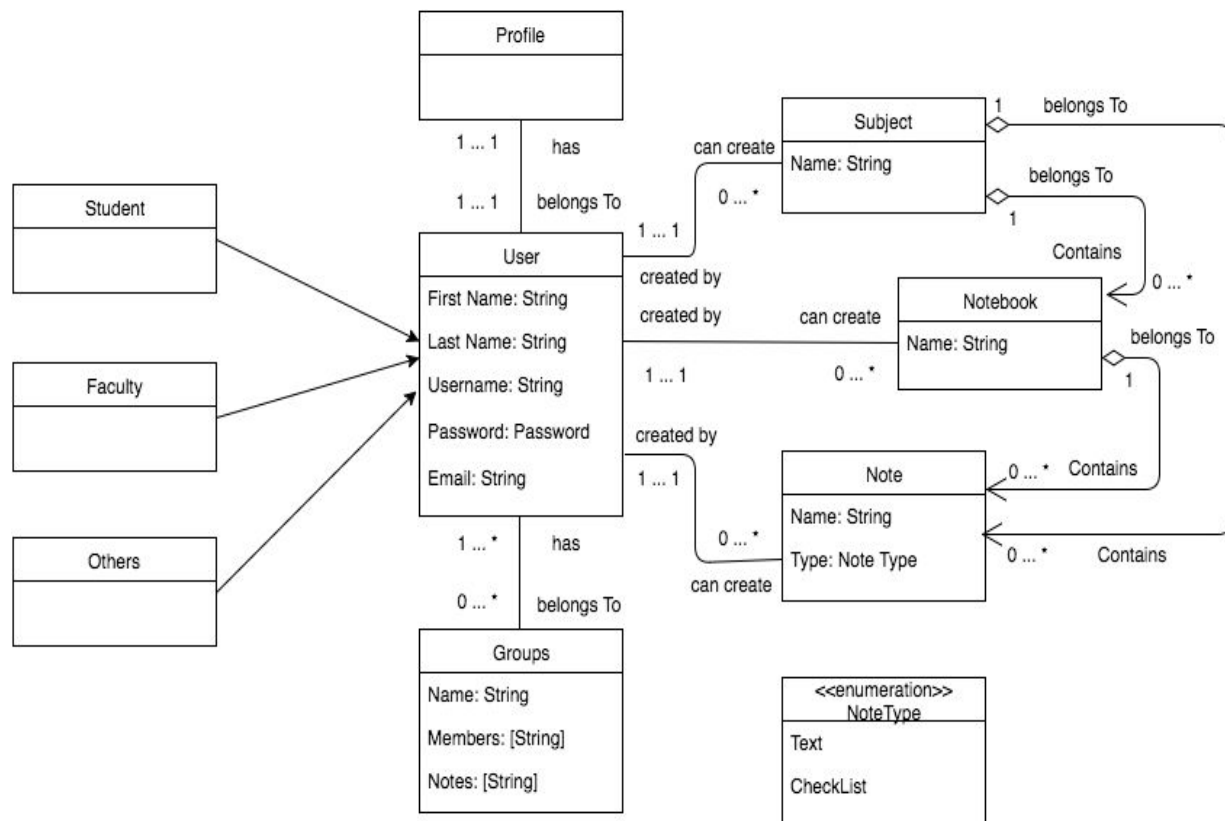 Profile
1 ... 1
has
1 ... 1
belongs To
Student
Faculty
Others
User
First Name: String
Last Name: String
Username: String
Password: Password
Email: String
1 ... *
has
0 ... *
belongs To
Groups
Name: String
Members: [String]
Notes: [String]
can create
0 ... *
1 ... 1
created by
Subject
Name: String
1
belongs To
belongs To
1
Contains
0 ... *
created by
can create
1 ... 1
0 ... *
Notebook
Name: String
belongs To
1
created by
1 ... 1
0 ... *
can create
Note
Name: String
Type: Note Type
0 ... *
Contains
0 ... *
Contains
<<enumeration>>
NoteType
Text
CheckList